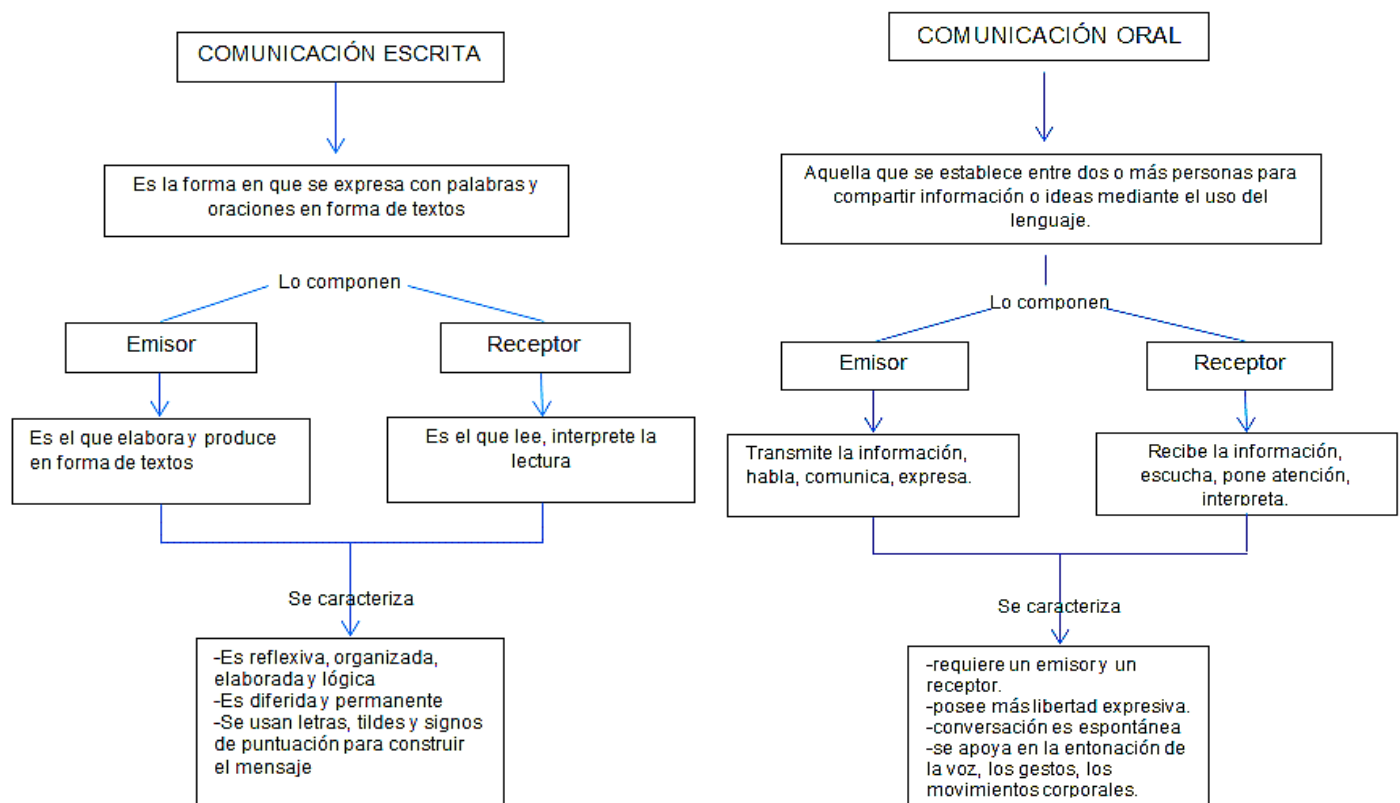 COMUNICACIÓN ESCRITA
Es la forma en que se expresa con palabras y
oraciones en forma de textos
Lo componen
Emisor
Receptor
Es el que elabora y produce
en forma de textos
Es el que lee, interprete la
lectura
Se caracteriza
-Es reflexiva, organizada,
elaborada y lógica
-Es diferida y permanente
-Se usan letras, tildes y signos
de puntuación para construir
el mensaje
COMUNICACIÓN ORAL
Aquella que se establece entre dos o más personas para
compartir información o ideas mediante el uso del
lenguaje.
Lo componen
Emisor
Receptor
Transmite la información,
habla, comunica, expresa.
Recibe la información,
escucha, pone atención,
interpreta.
Se caracteriza
-requiere un emisor y un
receptor.
-posee más libertad expresiva.
-conversación es espontánea
-se apoya en la entonación de
la voz, los gestos, los
movimientos corporales.